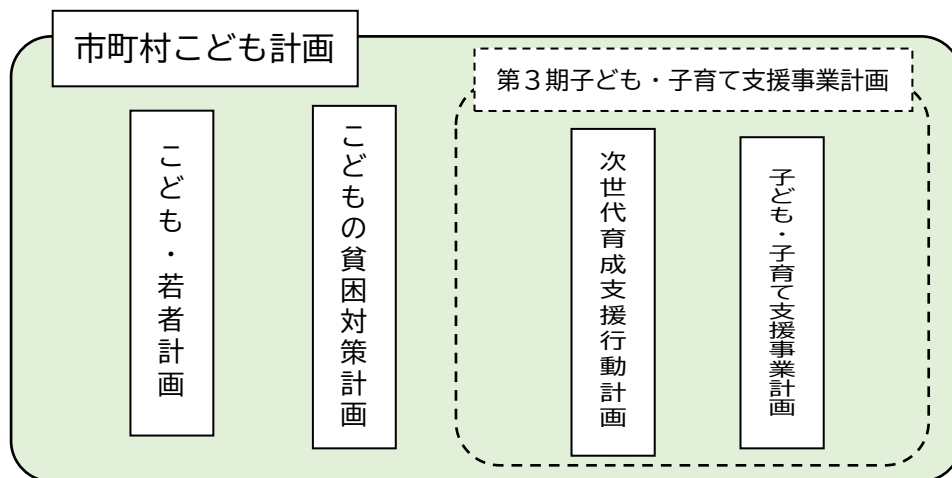 市町村こども計画
第３期子ども・子育て支援事業計画
こども・若者計画
こどもの貧困対策計画
次世代育成支援行動計画
子ども・子育て支援事業計画